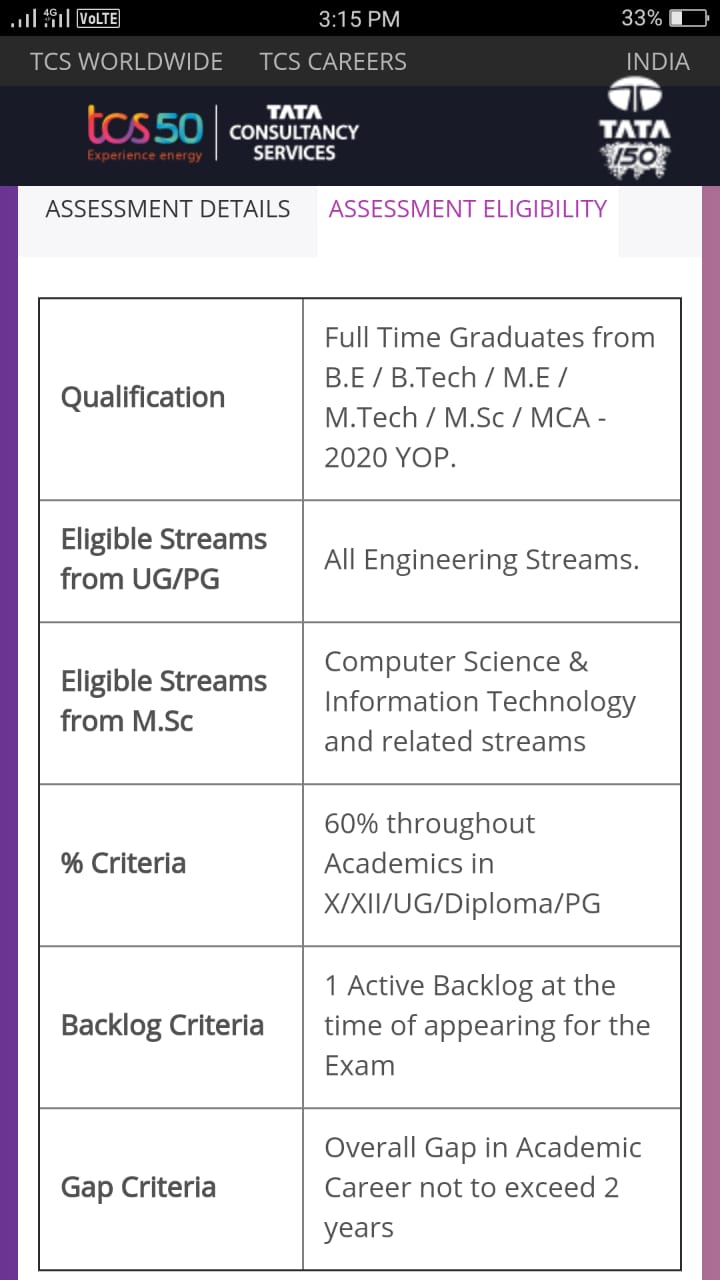 4G VoLTE 3:15 PM 33%
TCS WORLDWIDE TCS CAREERS INDIA
tcs 50 TATA CONSULTANCY SERVICES
Experience energy
TATA
150
ASSESSMENT DETAILS ASSESSMENT ELIGIBILITY
Qualification
Full Time Graduates from
B.E / B.Tech / M.E /
M.Tech / M.Sc / MCA -
2020 YOP.
Eligible Streams
from UG/PG
All Engineering Streams.
Eligible Streams
from M.Sc
Computer Science &
Information Technology
and related streams
% Criteria
60% throughout
Academics in
X/XII/UG/Diploma/PG
Backlog Criteria
1 Active Backlog at the
time of appearing for the
Exam
Gap Criteria
Overall Gap in Academic
Career not to exceed 2
years